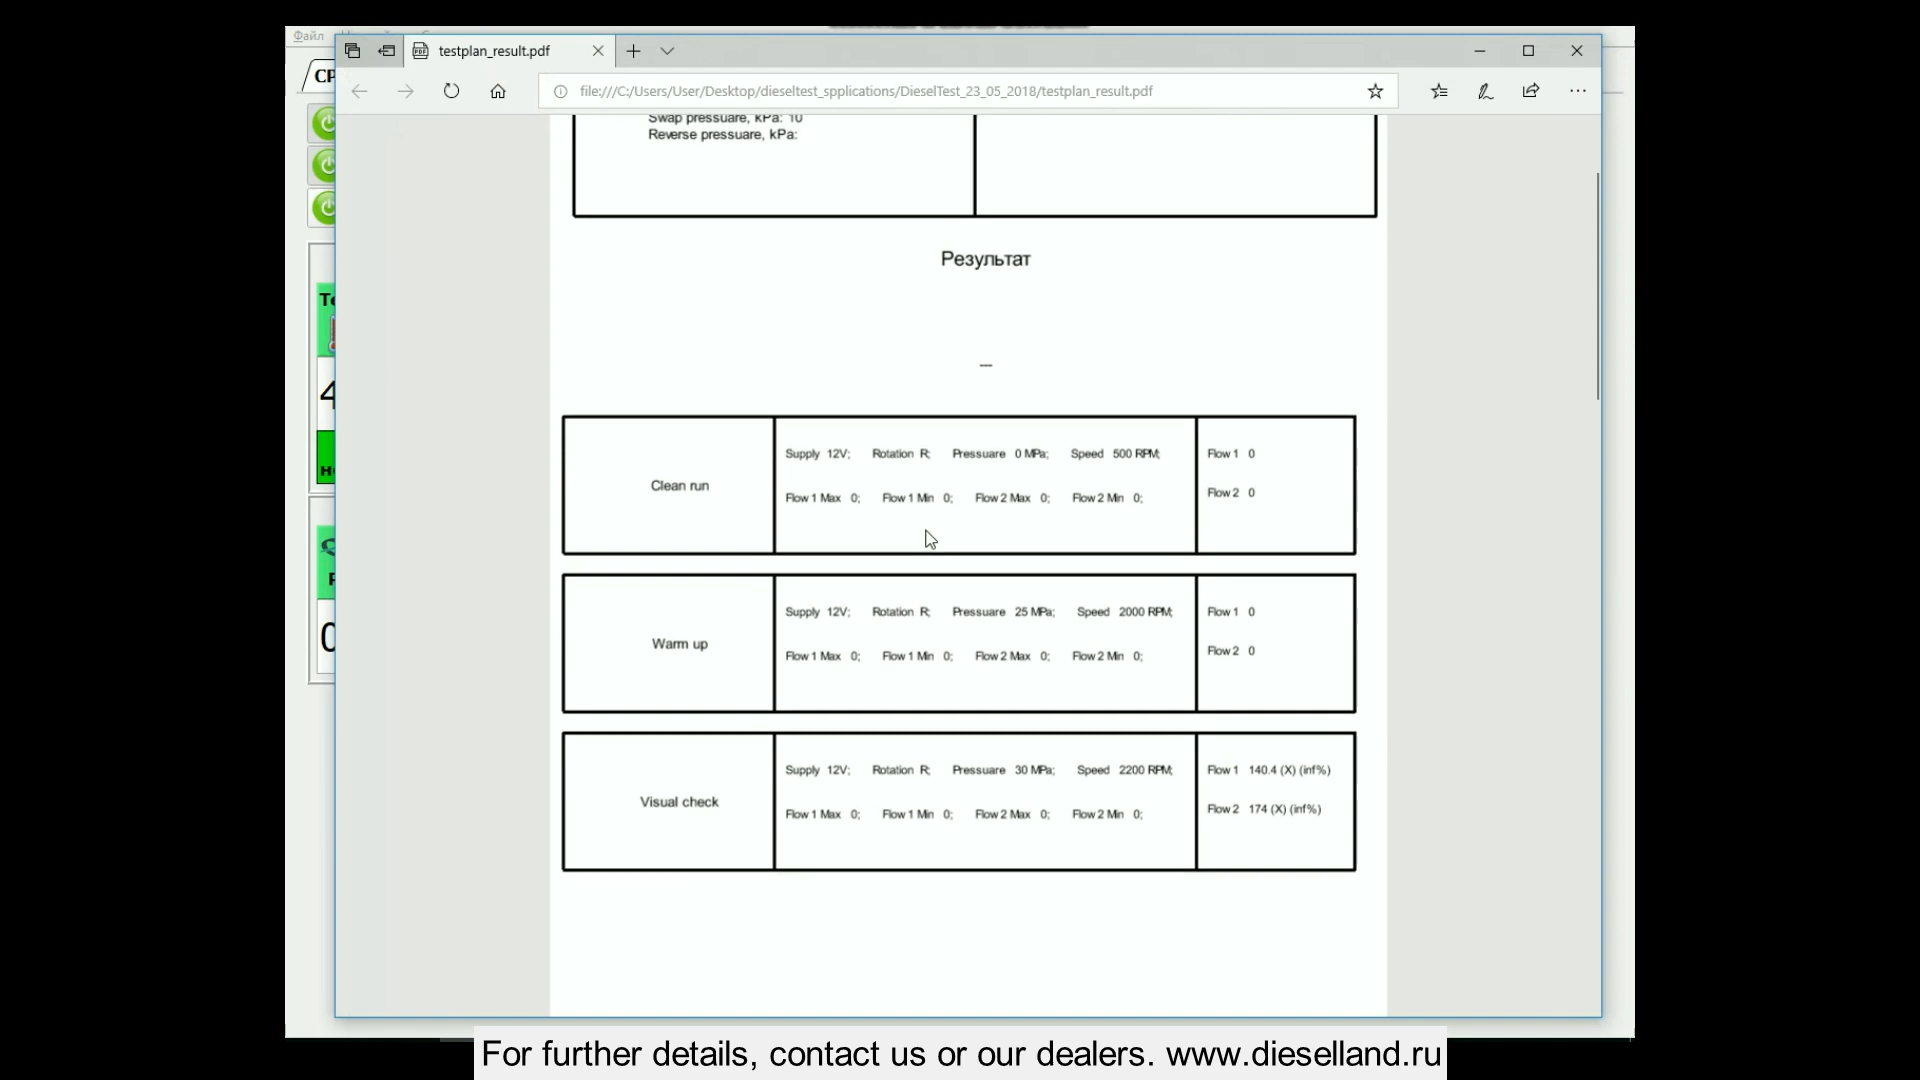 Файл
testplan_result.pdf
file:///C:/Users/User/Desktop/dieseltest_spplications/DieselTest_23_05_2018/testplan_result.pdf
Swap pressuare, kPa: 10
Reverse pressuare, kPa:
Результат
---
Clean run
Supply 12V; Rotation R; Pressuare 0 MPa; Speed 500 RPM;
Flow 1 Max 0; Flow 1 Min 0; Flow 2 Max 0; Flow 2 Min 0;
Flow 1 0
Flow 2 0
Warm up
Supply 12V; Rotation R; Pressuare 25 MPa; Speed 2000 RPM;
Flow 1 Max 0; Flow 1 Min 0; Flow 2 Max 0; Flow 2 Min 0;
Flow 1 0
Flow 2 0
Visual check
Supply 12V; Rotation R; Pressuare 30 MPa; Speed 2200 RPM;
Flow 1 Max 0; Flow 1 Min 0; Flow 2 Max 0; Flow 2 Min 0;
Flow 1 140.4 (X) (inf%)
Flow 2 174 (X) (inf%)
For further details, contact us or our dealers. www.dieselland.ru